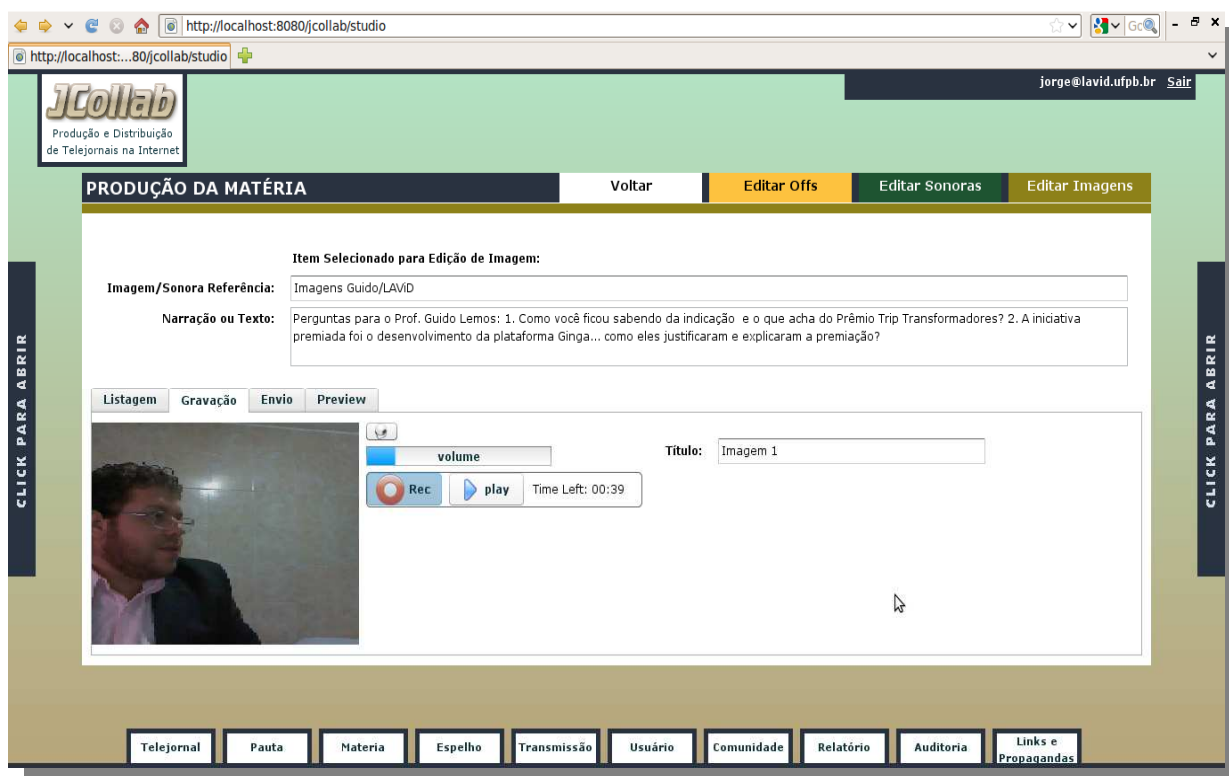 http://localhost:8080/jcollab/studio
http://localhost:...80/jcollab/studio
JCollab
Produção e Distribuição
de Telejornais na Internet
jorge@lavid.ufpb.br Sair
PRODUÇÃO DA MATÉRIA
Voltar
Editar Offs
Editar Sonoras
Editar Imagens
Item Selecionado para Edição de Imagem:
Imagem/Sonora Referência: Imagens Guido/LAViD
Narração ou Texto: Perguntas para o Prof. Guido Lemos: 1. Como você ficou sabendo da indicação e o que acha do Prêmio Trip Transformadores? 2. A iniciativa
premiada foi o desenvolvimento da plataforma Ginga... como eles justificaram e explicaram a premiação?
CLICK PARA ABRIR
CLICK PARA ABRIR
Listagem Gravação Envio Preview
volume
Título: Imagem 1
Rec play Time Left: 00:39
Telejornal
Pauta
Materia
Espelho
Transmissão
Usuário
Comunidade
Relatório
Auditoria
Links e
Propagandas